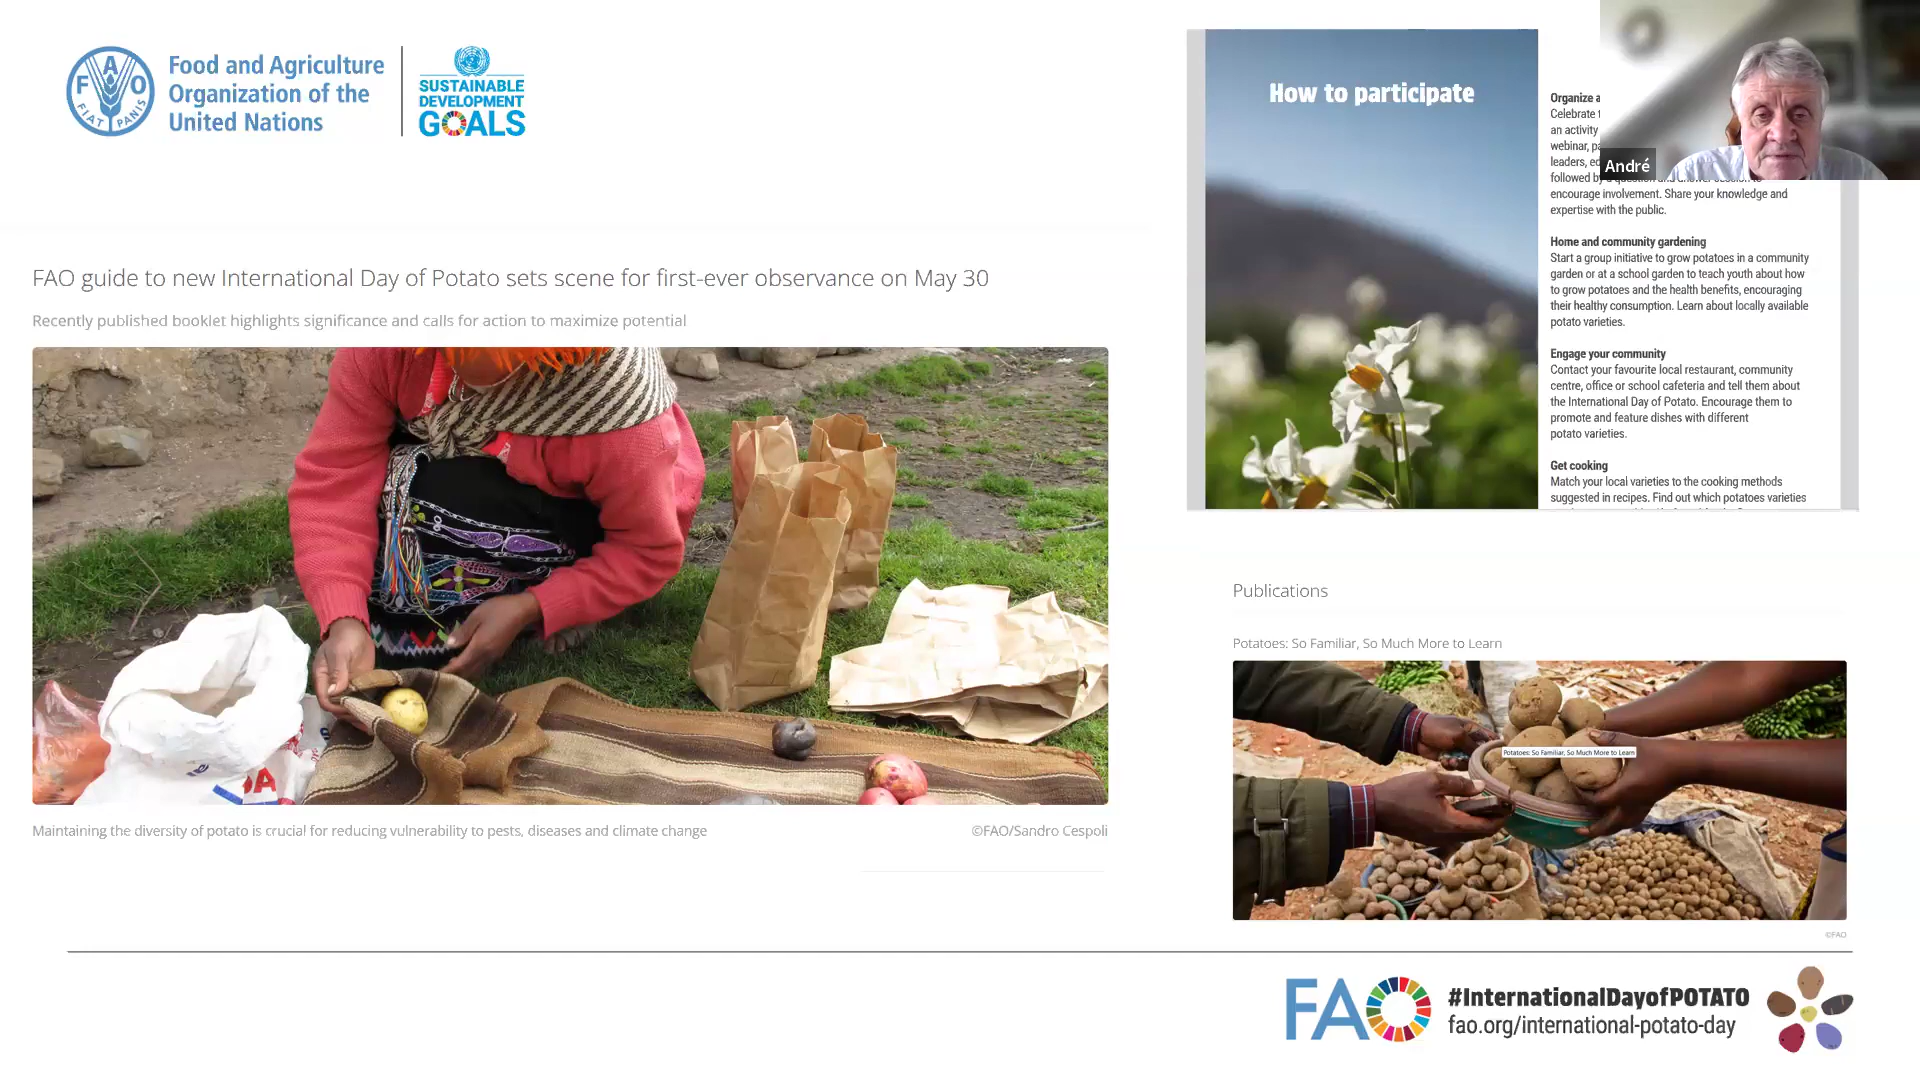 FAO
FIAT PANIS
Food and Agriculture
Organization of the
United Nations
SUSTAINABLE
DEVELOPMENT
GOALS
FAO guide to new International Day of Potato sets scene for first-ever observance on May 30
Recently published booklet highlights significance and calls for action to maximize potential
Maintaining the diversity of potato is crucial for reducing vulnerability to pests, diseases and climate change
©FAO/Sandro Cespoli
How to participate
Organize a
Celebrate
an activity
webinar,
leaders,
followed by a question and answer session to
encourage involvement. Share your knowledge and
expertise with the public.
Home and community gardening
Start a group initiative to grow potatoes in a community
garden or at a school garden to teach youth about how
to grow potatoes and the health benefits, encouraging
their healthy consumption. Learn about locally available
potato varieties.
Engage your community
Contact your favourite local restaurant, community
centre, office or school cafeteria and tell them about
the International Day of Potato. Encourage them to
promote and feature dishes with different
potato varieties.
Get cooking
Match your local varieties to the cooking methods
suggested in recipes. Find out which potatoes varieties
André
Publications
Potatoes: So Familiar, So Much More to Learn
Potatoes: So Familiar, So Much More to Learn
©FAO
FAO
#InternationalDayofPOTATO
fao.org/international-potato-day